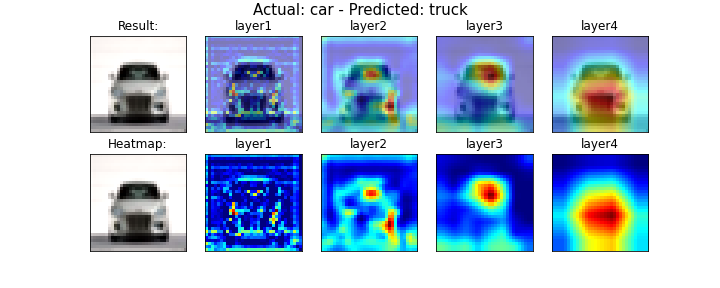 Actual: car - Predicted: truck
Result: layer1 layer2 layer3 layer4
Heatmap: layer1 layer2 layer3 layer4